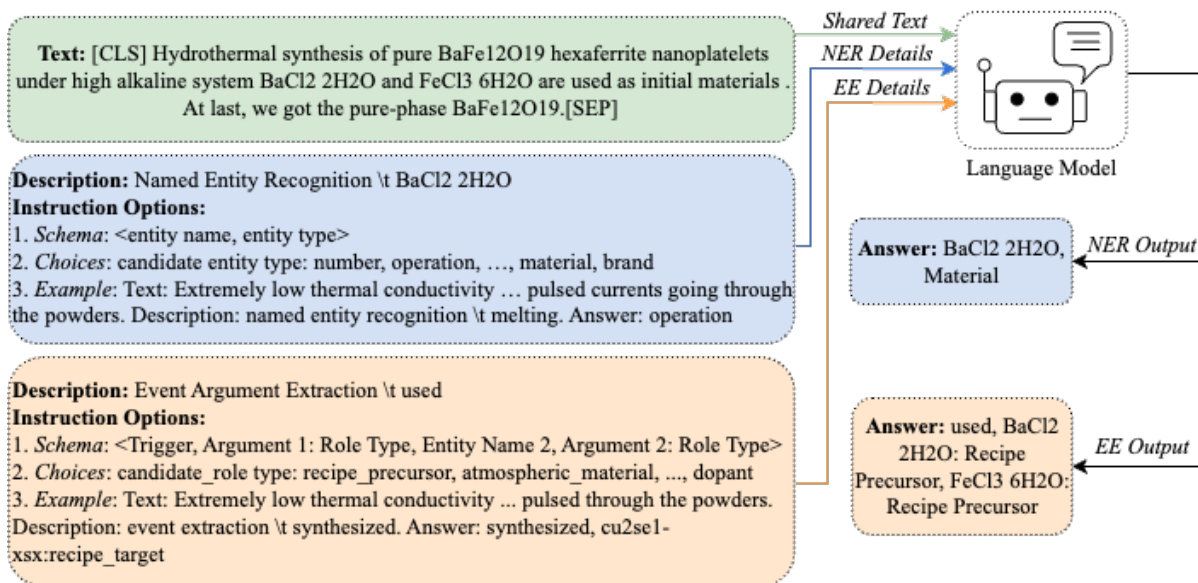 Text: [CLS] Hydrothermal synthesis of pure BaFe12O19 hexaferrite nanoplatelets
under high alkaline system BaCl2 2H2O and FeCl3 6H2O are used as initial materials .
At last, we got the pure-phase BaFe12O19.[SEP]
Shared Text
NER Details
EE Details
Language Model
Description: Named Entity Recognition \t BaCl2 2H2O
Instruction Options:
1. Schema: <entity name, entity type>
2. Choices: candidate entity type: number, operation, …, material, brand
3. Example: Text: Extremely low thermal conductivity … pulsed currents going through
the powders. Description: named entity recognition \t melting. Answer: operation
Answer: BaCl2 2H2O,
Material
NER Output
Description: Event Argument Extraction \t used
Instruction Options:
1. Schema: <Trigger, Argument 1: Role Type, Entity Name 2, Argument 2: Role Type>
2. Choices: candidate_role type: recipe_precursor, atmospheric_material, ..., dopant
3. Example: Text: Extremely low thermal conductivity ... pulsed through the powders.
Description: event extraction \t synthesized. Answer: synthesized, cu2se1-
xsx:recipe_target
Answer: used, BaCl2
2H2O: Recipe
Precursor, FeCl3 6H2O:
Recipe Precursor
EE Output